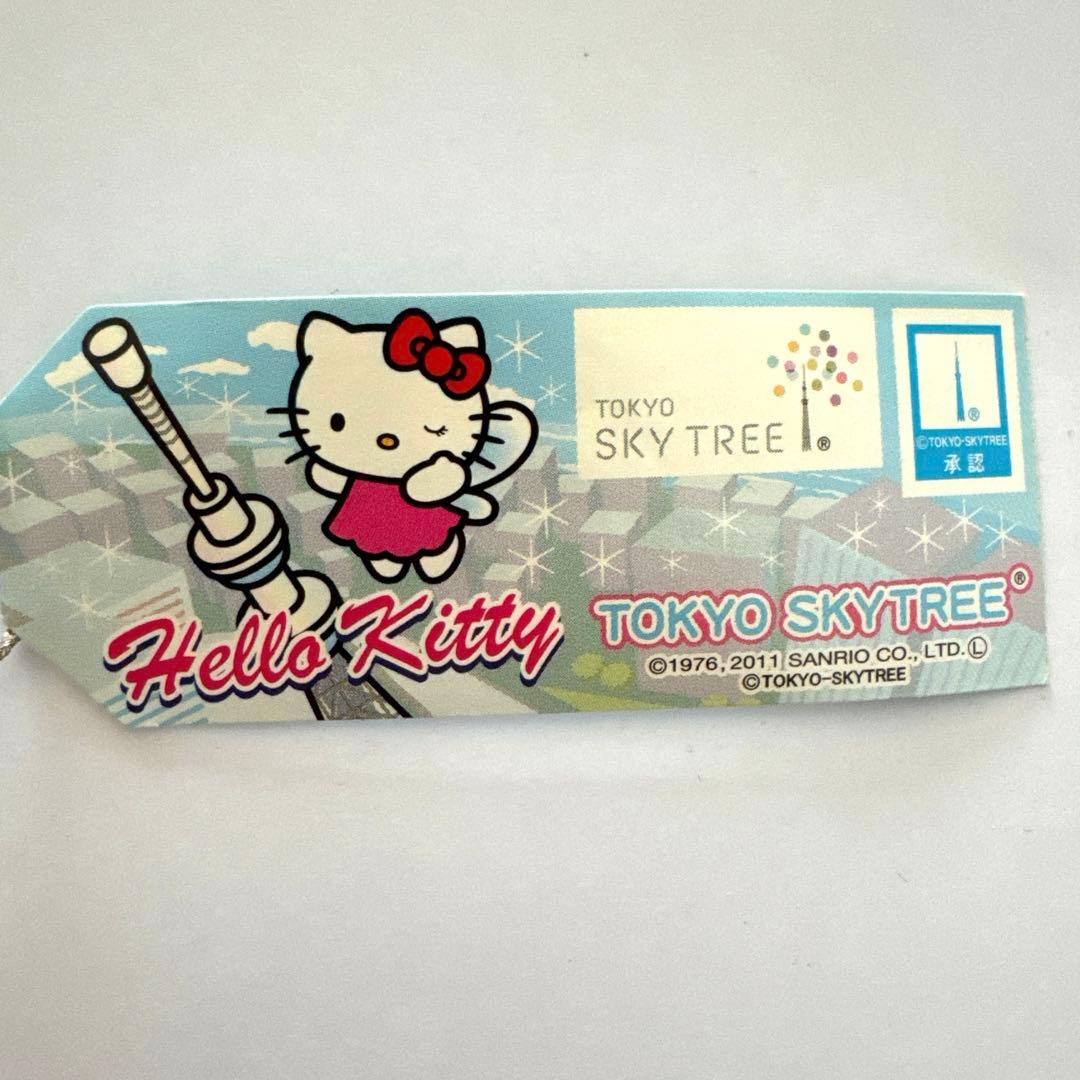 TOKYO
SKY TREE®
®
©TOKYO-SKYTREE
承認
Hello Kitty
TOKYO SKYTREE®
©1976, 2011 SANRIO CO., LTD.Ⓛ
©TOKYO-SKYTREE